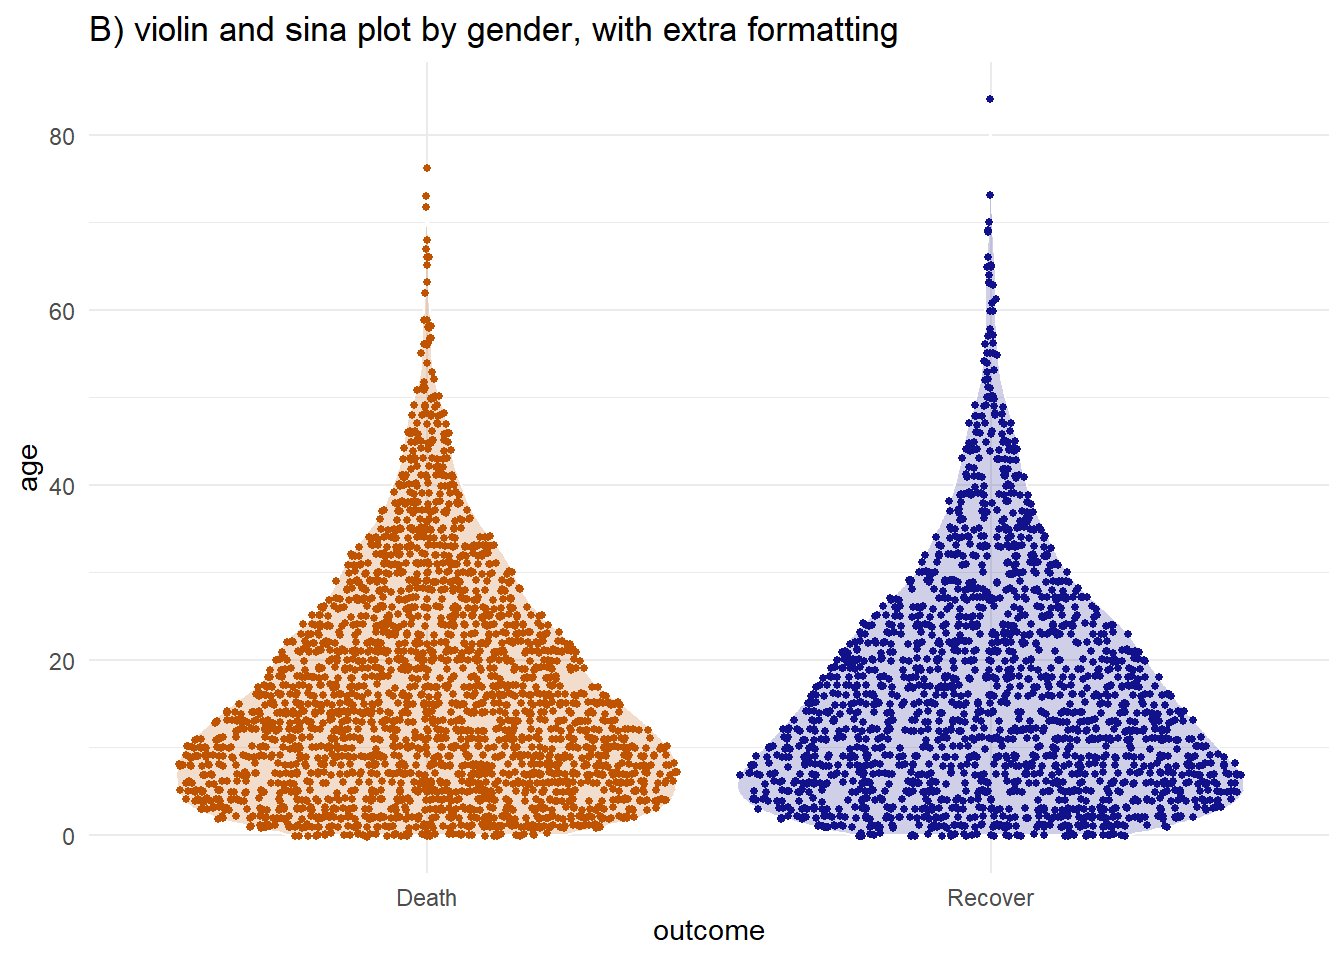 B) violin and sina plot by gender, with extra formatting
80
60
40
20
0
age
Death
Recover
outcome